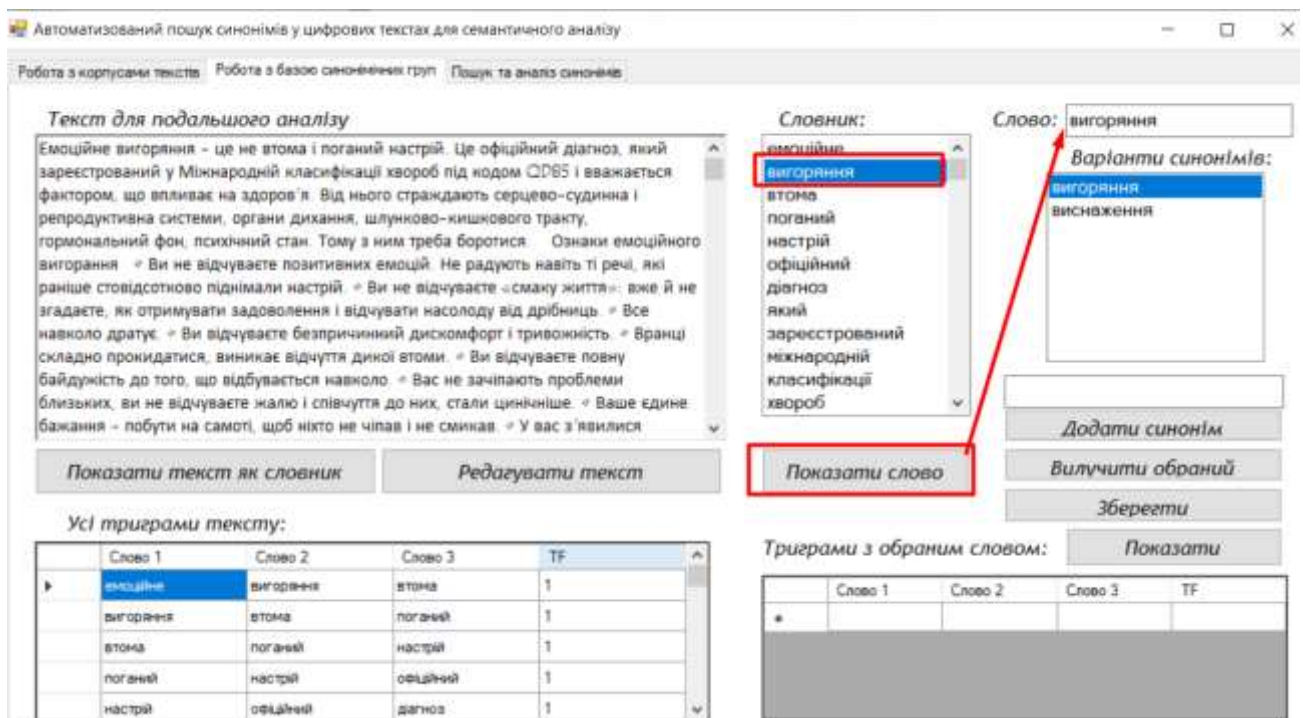 Автоматизований пошук синонімів у цифрових текстах для семантичного аналізу
Робота з корпусами текстів Робота з базою синонімічних груп Пошук та аналіз синонімів
Текст для подальшого аналізу
Емоційне вигоряння – це не втома і поганий настрій. Це офіційний діагноз, який
зареєстрований у Міжнародній класифікації хвороб під кодом QD85 і вважається
фактором, що впливає на здоров'я. Від нього страждають серцево-судинна і
репродуктивна системи, органи дихання, шлунково-кишкового тракту,
гормональний фон, психічний стан. Тому з ним треба боротися. Ознаки емоційного
вигорання Ви не відчуваєте позитивних емоцій. Не радують навіть ті речі, які
раніше стовідсотково піднімали настрій. Ви не відчуваєте «смаку життя»: вже й не
згадаєте, як отримувати задоволення і відчувати насолоду від дрібниць. Все
навколо дратує. Ви відчуваєте безпричинний дискомфорт і тривожність. Вранці
складно прокидатися, виникає відчуття дикої втоми. Ви відчуваєте повну
байдужість до того, що відбувається навколо. Вас не зачіпають проблеми
близьких, ви не відчуваєте жалю і співчуття до них, стали цинічніше. Ваше єдине
бажання – побути на самоті, щоб ніхто не чіпав і не смикав. У вас з'явилися
Показати текст як словник Редагувати текст
Словник:
емоційне
вигоряння
втома
поганий
настрій
офіційний
діагноз
який
зареєстрований
міжнародній
класифікації
хвороб
Показати слово
Слово: вигоряння
Варіанти синонімів:
вигоряння
виснаження
Додати синонім
Вилучити обраний
Зберегти
Усі триграми тексту:
Слово 1 Слово 2 Слово 3 TF
емоційне вигоряння втома 1
вигоряння втома поганий 1
втома поганий настрій 1
поганий настрій офіційний 1
настрій офіційний діагноз 1
Триграми з обраним словом: Показати
Слово 1 Слово 2 Слово 3 TF